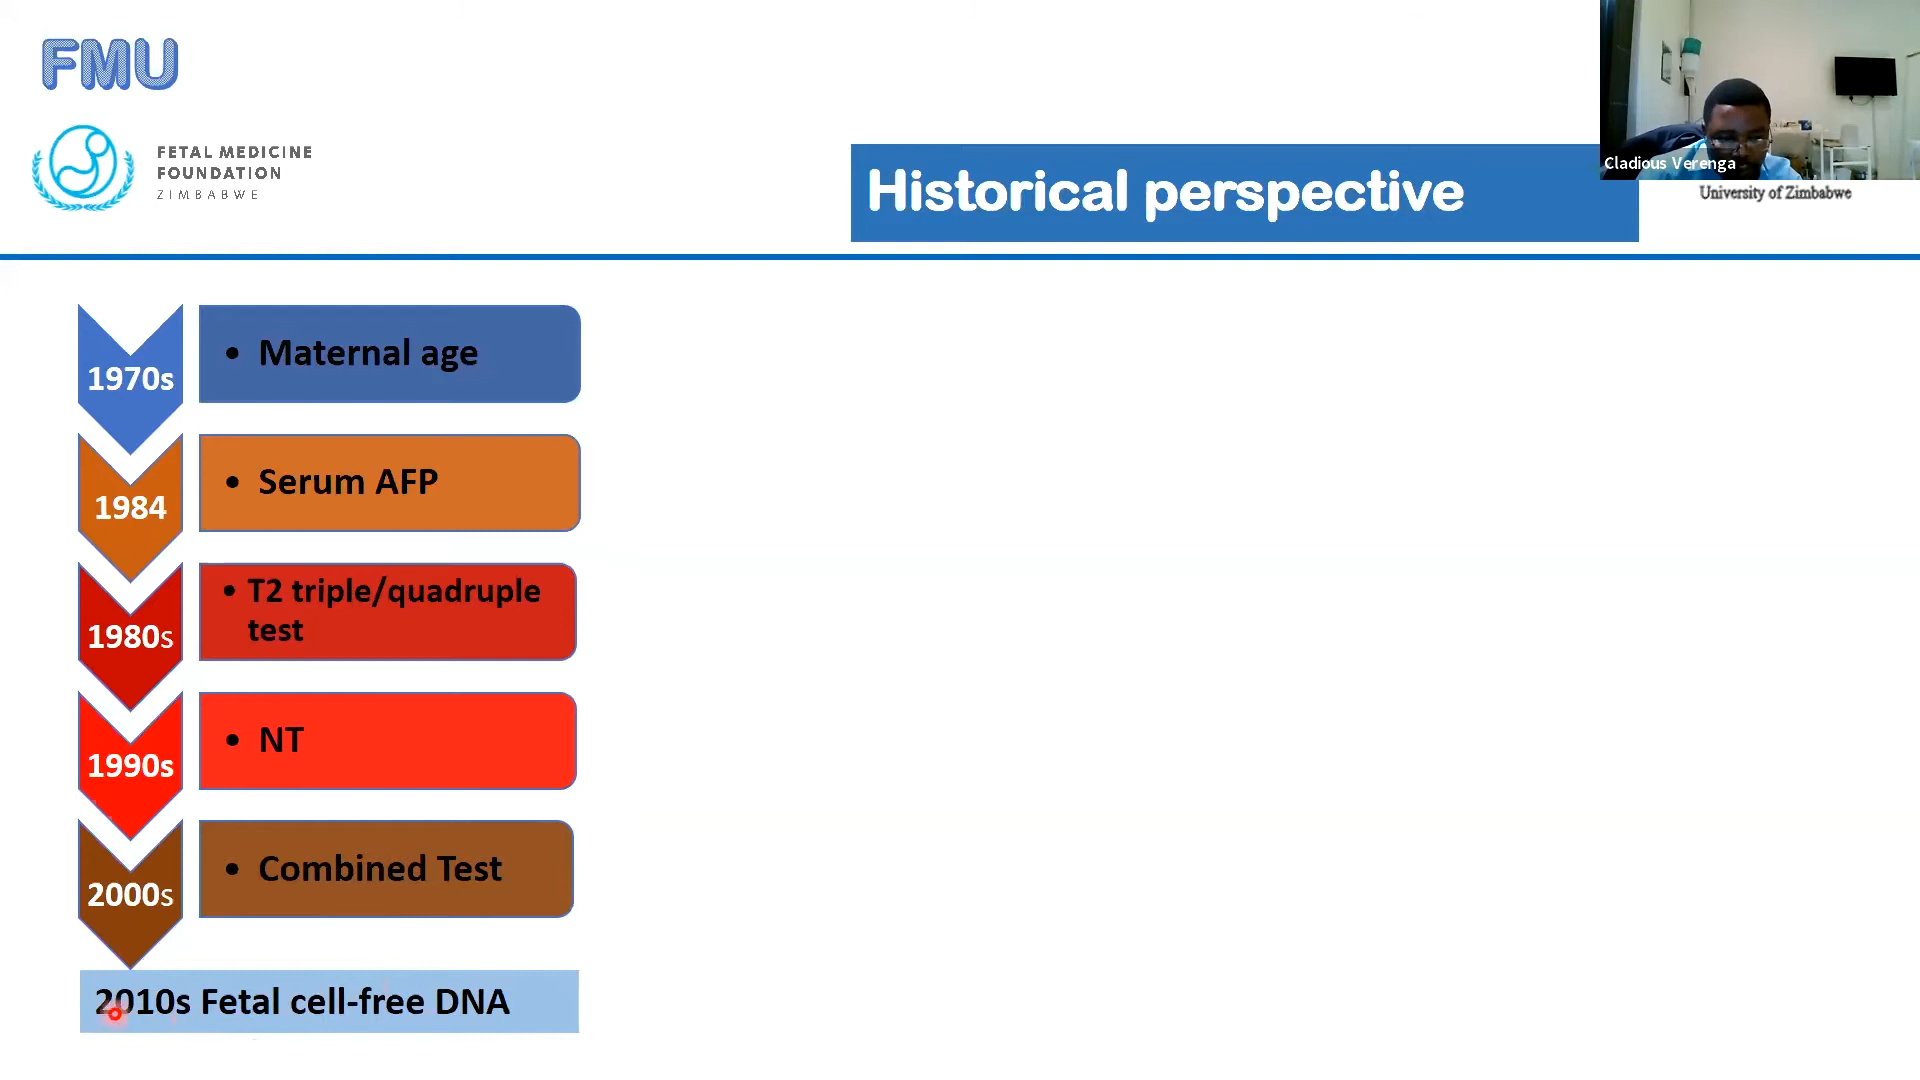 FMU
FETAL MEDICINE
FOUNDATION
ZIMBABWE
Historical perspective
Cladious Verenga
University of Zimbabwe
1970s
• Maternal age
1984
• Serum AFP
1980s
• T2 triple/quadruple
test
1990s
• NT
2000s
• Combined Test
2010s Fetal cell-free DNA